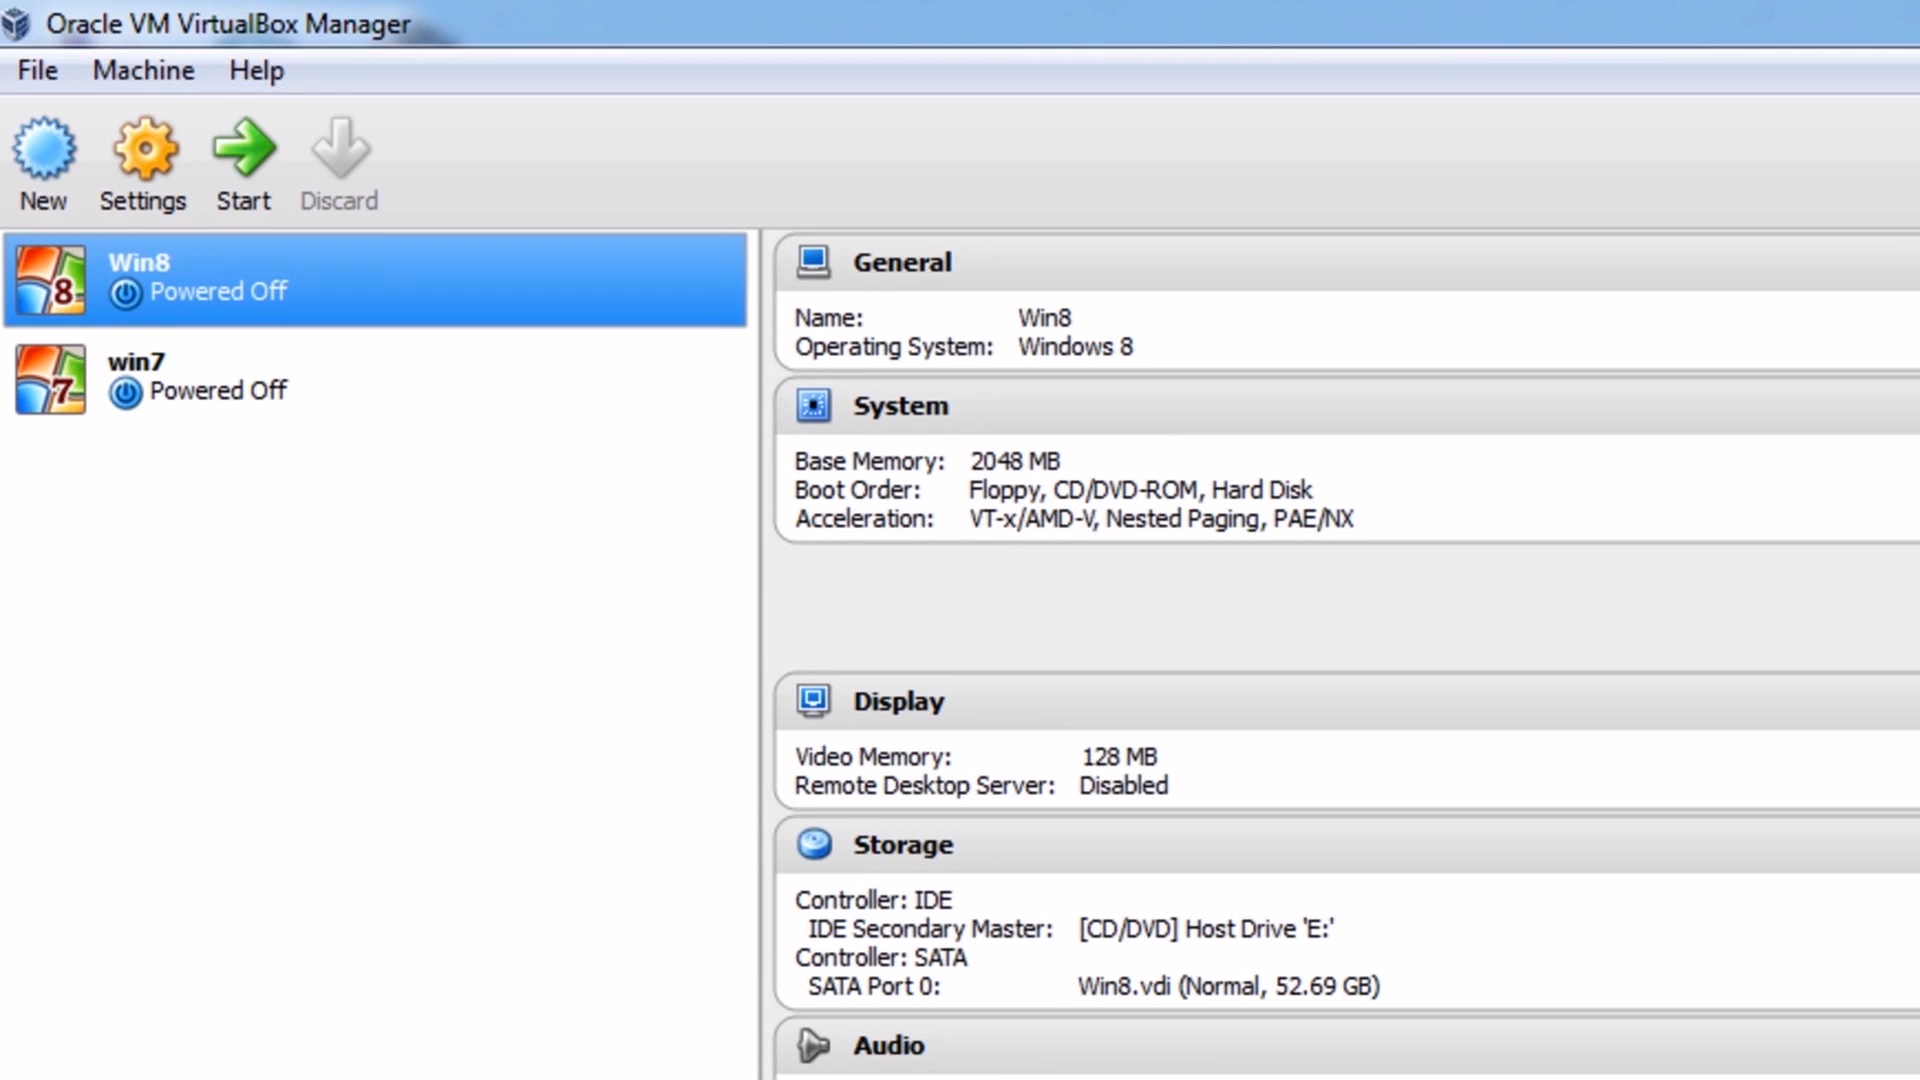 Oracle VM VirtualBox Manager
File Machine Help
New Settings Start Discard
Win8
Powered Off
win7
Powered Off
General
Name: Win8
Operating System: Windows 8
System
Base Memory: 2048 MB
Boot Order: Floppy, CD/DVD-ROM, Hard Disk
Acceleration: VT-x/AMD-V, Nested Paging, PAE/NX
Display
Video Memory: 128 MB
Remote Desktop Server: Disabled
Storage
Controller: IDE
IDE Secondary Master: [CD/DVD] Host Drive 'E:'
Controller: SATA
SATA Port 0: Win8.vdi (Normal, 52.69 GB)
Audio